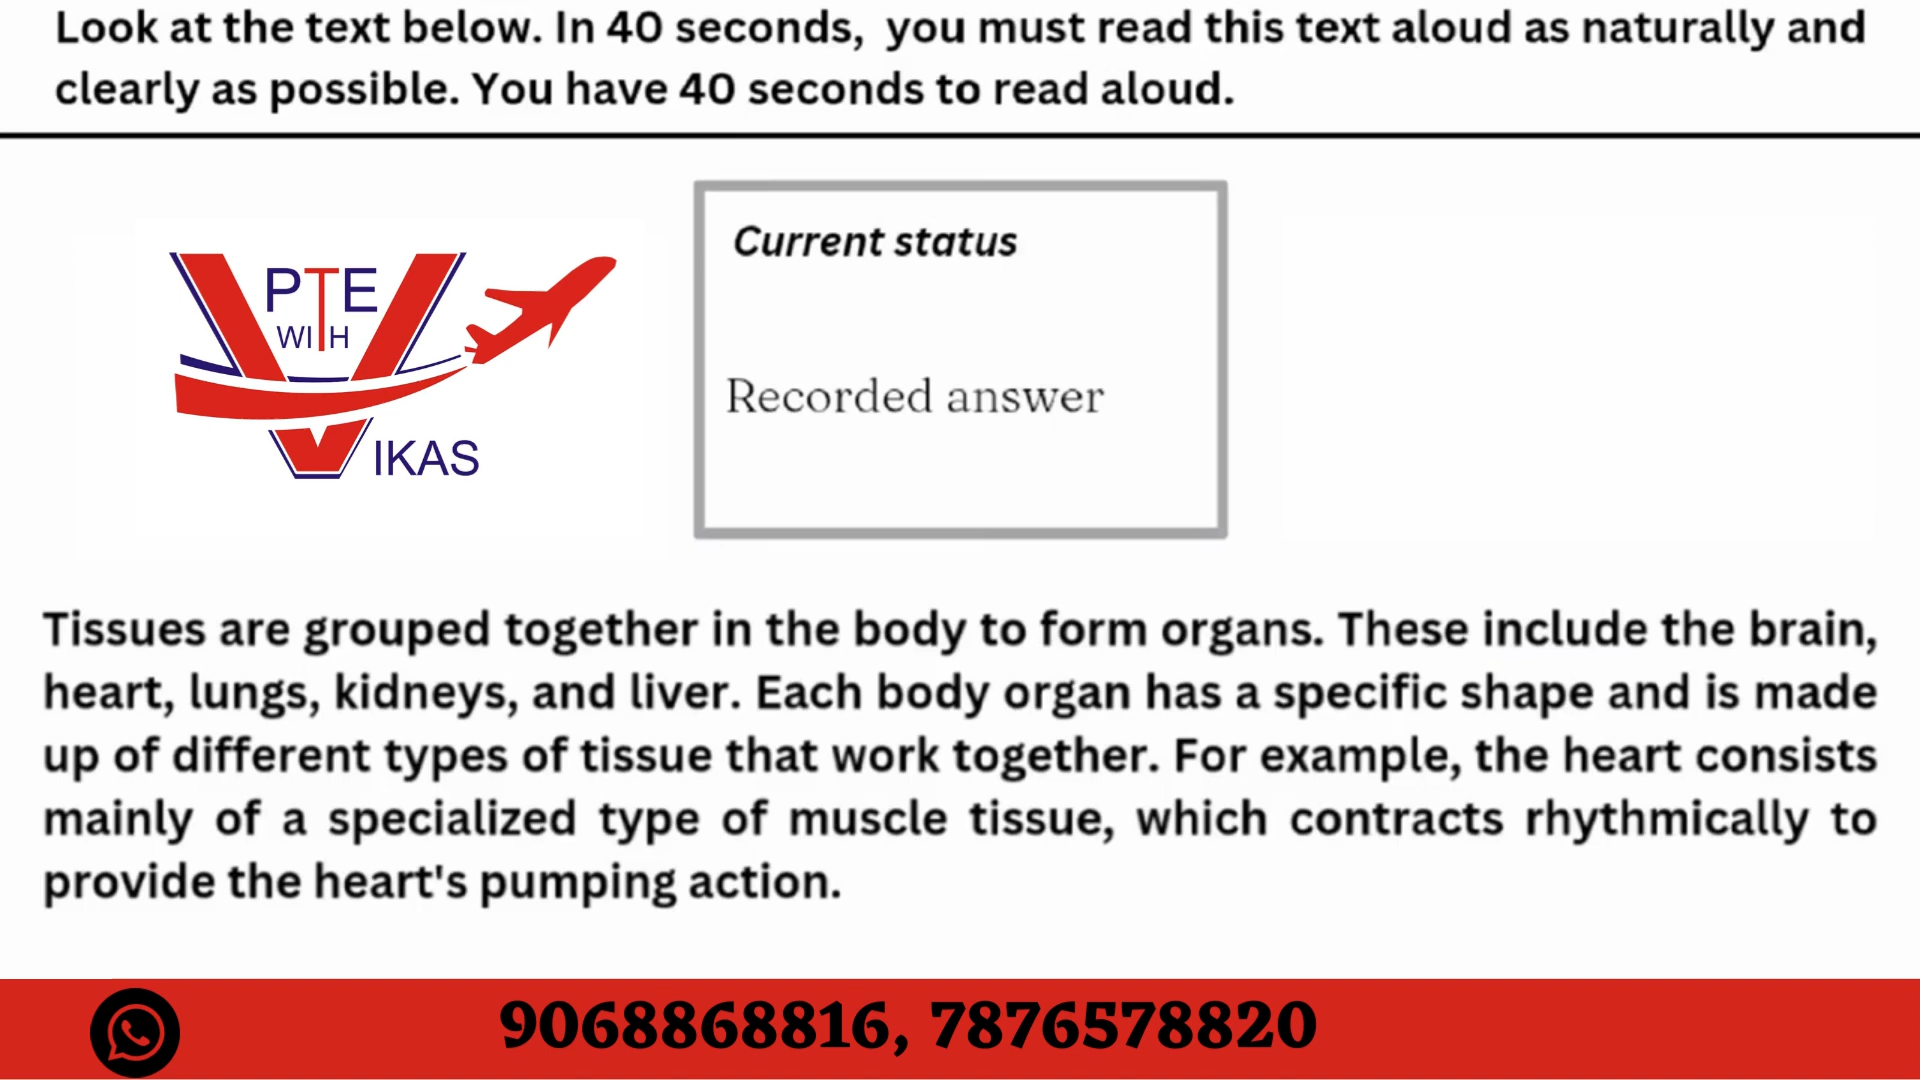 Look at the text below. In 40 seconds, you must read this text aloud as naturally and
clearly as possible. You have 40 seconds to read aloud.
PTE
WITH
VIKAS
Current status
Recorded answer
Tissues are grouped together in the body to form organs. These include the brain,
heart, lungs, kidneys, and liver. Each body organ has a specific shape and is made
up of different types of tissue that work together. For example, the heart consists
mainly of a specialized type of muscle tissue, which contracts rhythmically to
provide the heart's pumping action.
9068868816, 7876578820